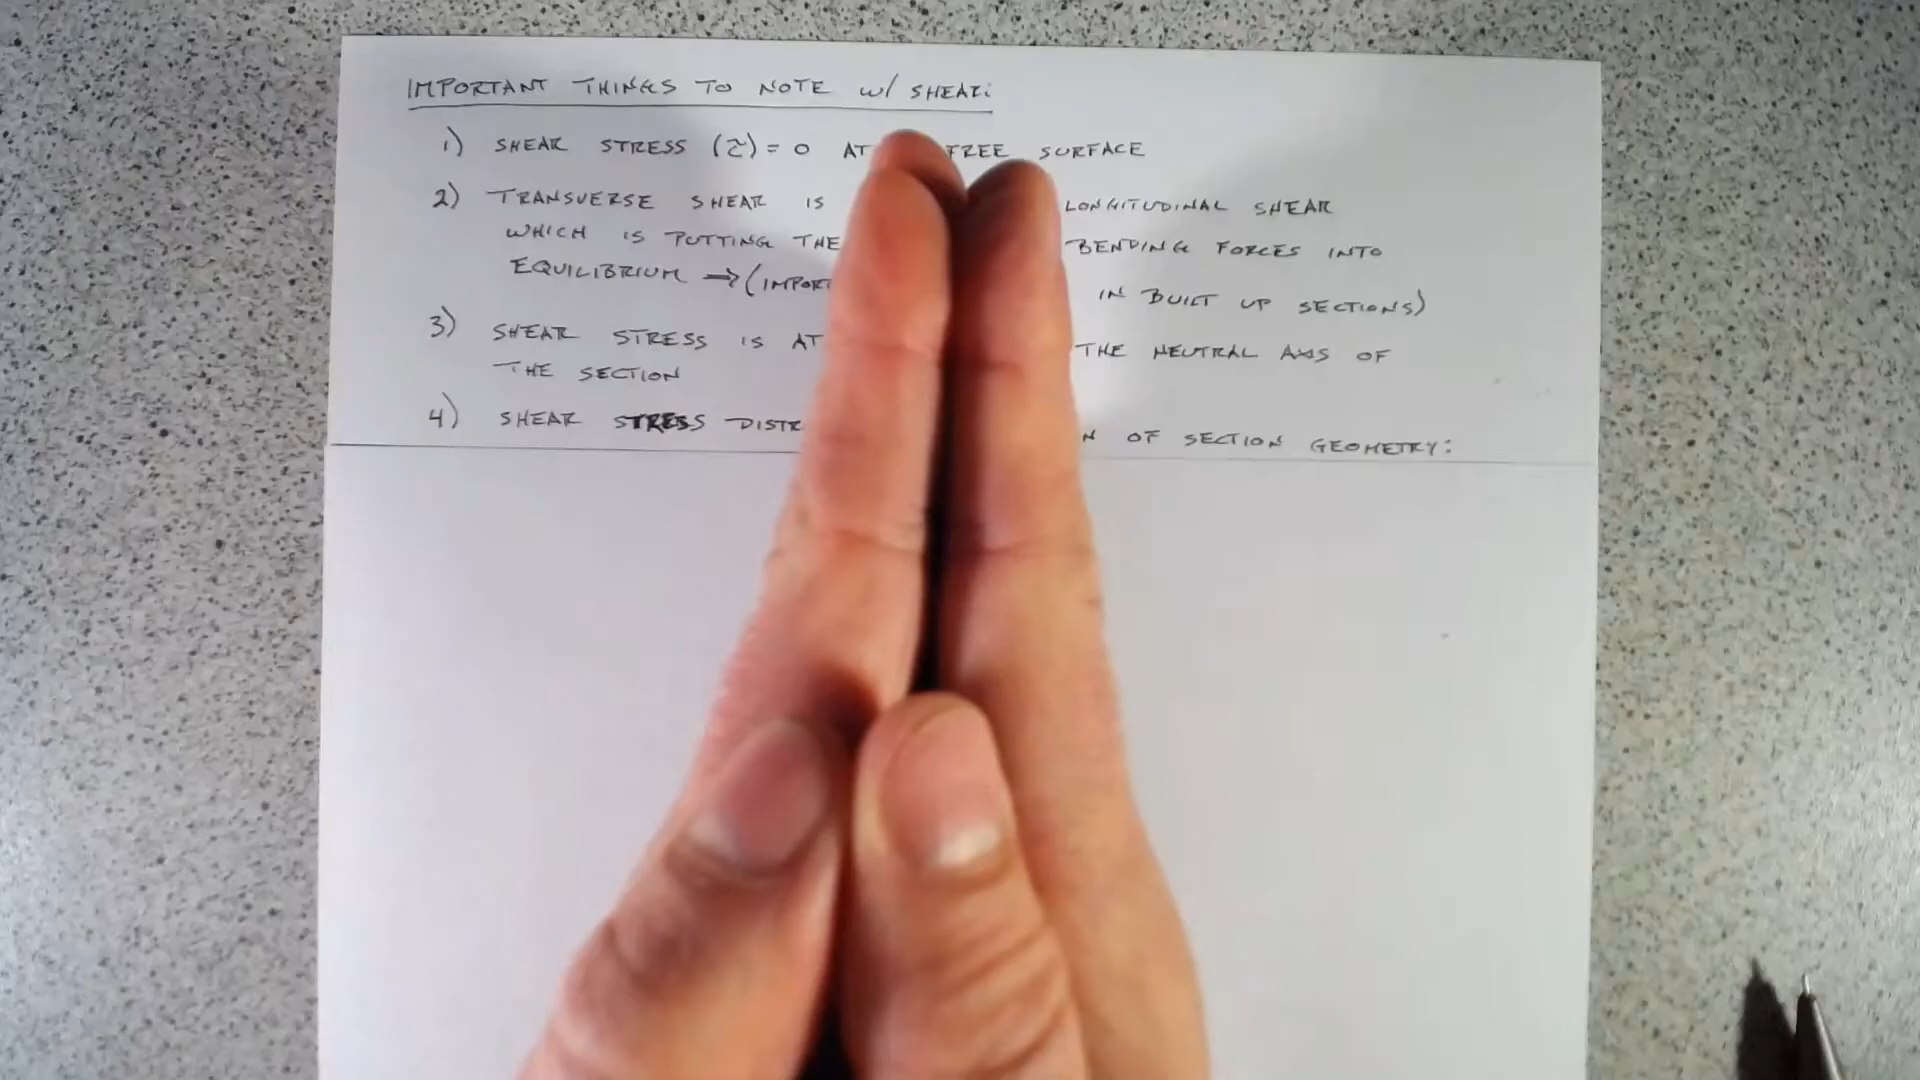 IMPORTANT THINGS TO NOTE W/ SHEAR:
1) SHEAR STRESS (τ) = 0 AT FREE SURFACE
2) TRANSVERSE SHEAR IS LONGITUDINAL SHEAR
WHICH IS PUTTING THE BENDING FORCES INTO
EQUILIBRIUM → ( IN BUILT UP SECTIONS)
3) SHEAR STRESS IS AT THE NEUTRAL AXIS OF
THE SECTION
4) SHEAR STRESS OF SECTION GEOMETRY: